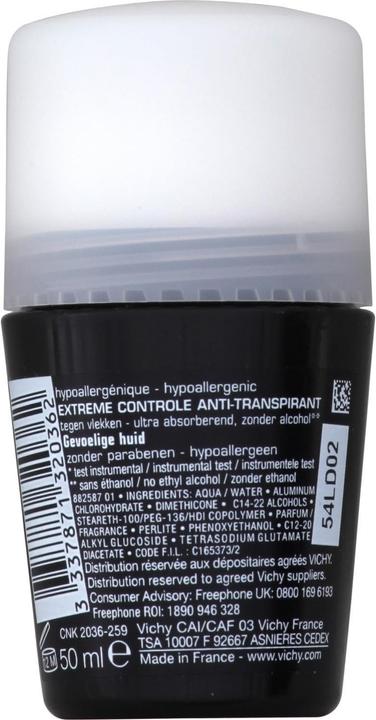 hypoallergénique - hypoallergenic
EXTREME CONTROLE ANTI-TRANSPIRANT
tegen vlekken - ultra absorberend, zonder alcohol**
Gevoelige huid
zonder parabenen - hypoallergeen
* test instrumental / instrumental test / instrumentele test
** sans éthanol / no ethyl alcohol / zonder ethanol
882587 01 • INGREDIENTS: AQUA / WATER • ALUMINUM
CHLOROHYDRATE • DIMETHICONE • C14-22 ALCOHOLS •
STEARETH-100/PEG-136/HDI COPOLYMER • PARFUM /
FRAGRANCE • PERLITE • PHENOXYETHANOL • C12-20
ALKYL GLUCOSIDE • TETRASODIUM GLUTAMATE
DIACETATE • CODE F.I.L. : C165373/2
Distribution réservée aux dépositaires agréés VICHY.
Distribution reserved to agreed Vichy suppliers.
Consumer Advisory: Freephone UK: 0800 169 6193
Freephone ROI: 1890 946 328
CNK 2036-259
Vichy CAI/CAF 03 Vichy France
TSA 10007 F 92667 ASNIERES CEDEX
Made in France - www.vichy.com
12 M
50 ml e
3 337871 320362
54LD02